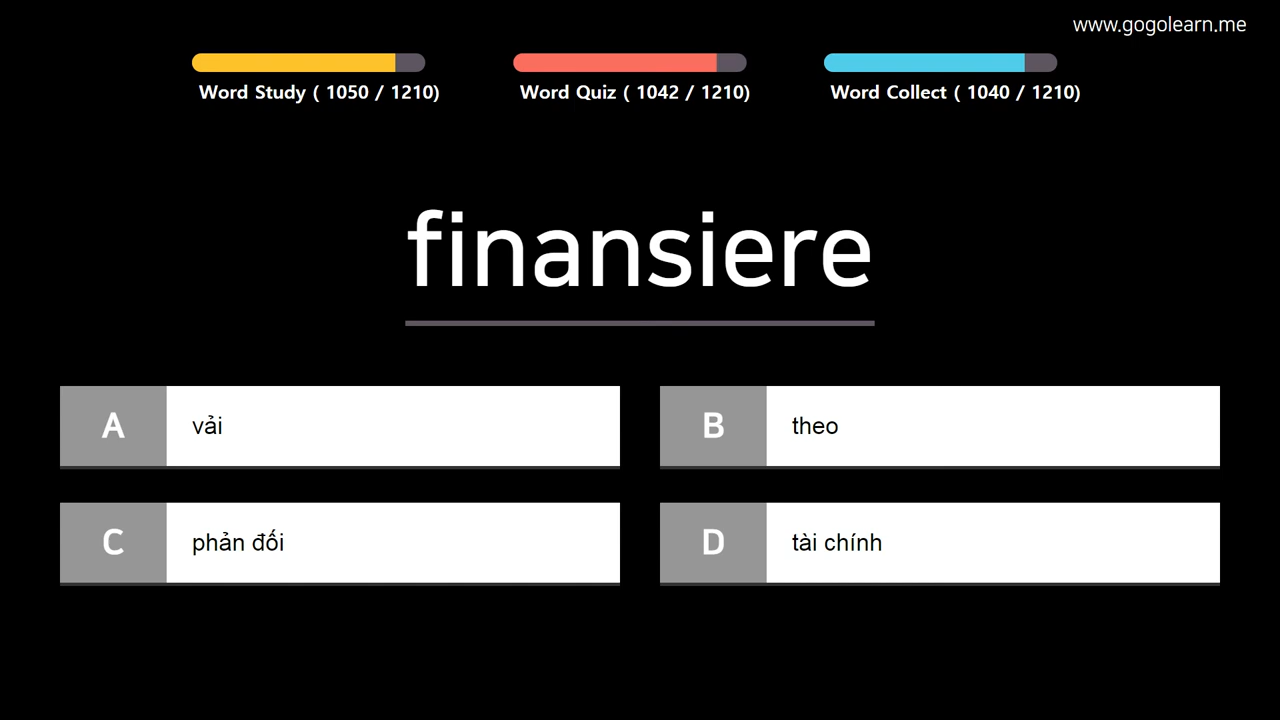 www.gogolearn.me
Word Study ( 1050 / 1210)
Word Quiz ( 1042 / 1210)
Word Collect ( 1040 / 1210)
finansiere
A vải
B theo
C phản đối
D tài chính